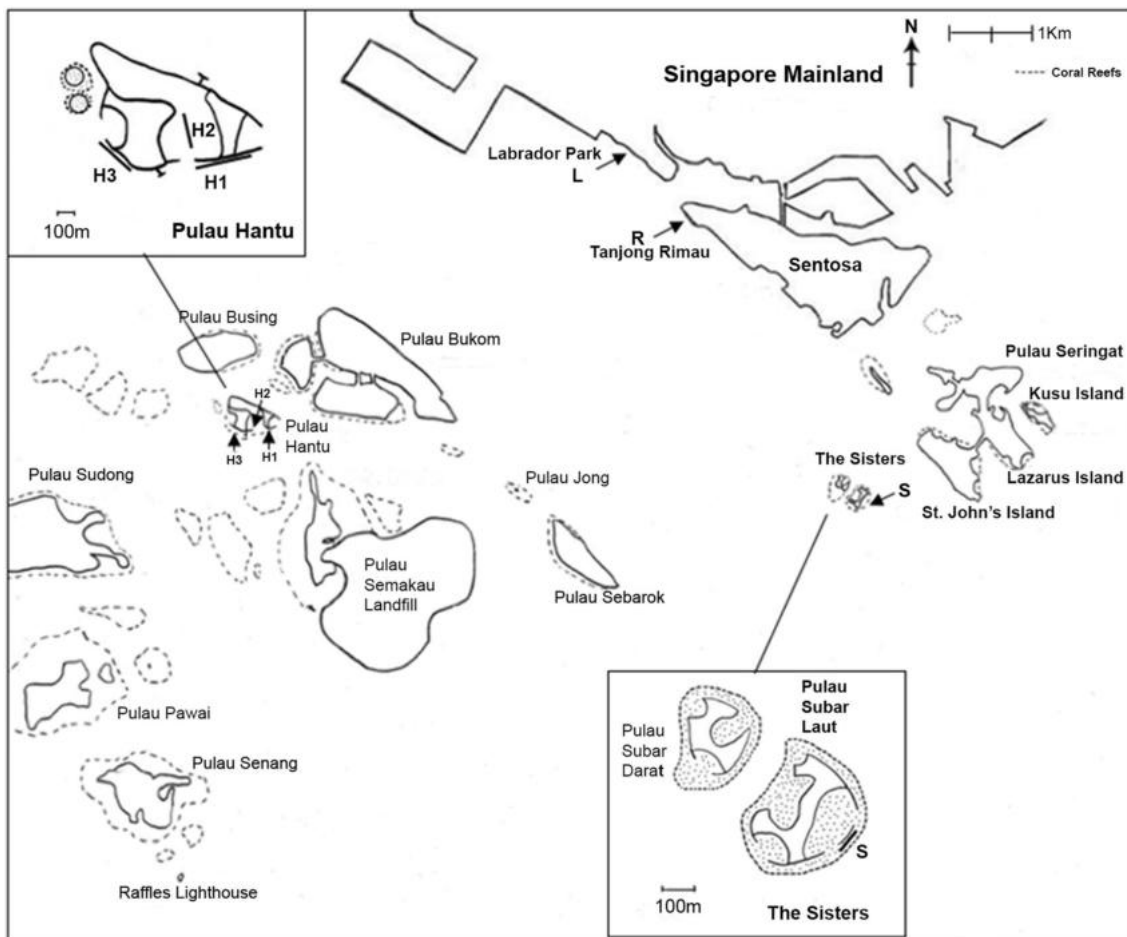 N
1Km
Singapore Mainland
Coral Reefs
H2
H3
H1
100m
Pulau Hantu
Labrador Park
L
R
Tanjong Rimau
Sentosa
Pulau Busing
Pulau Bukom
Pulau Seringat
Kusu Island
H2
Pulau
Hantu
H3
H1
Pulau Sudong
Pulau Jong
The Sisters
S
Lazarus Island
St. John's Island
Pulau
Semakau
Landfill
Pulau Sebarok
Pulau Pawai
Pulau Senang
Raffles Lighthouse
Pulau
Subar
Laut
Pulau
Subar
Darat
S
100m
The Sisters